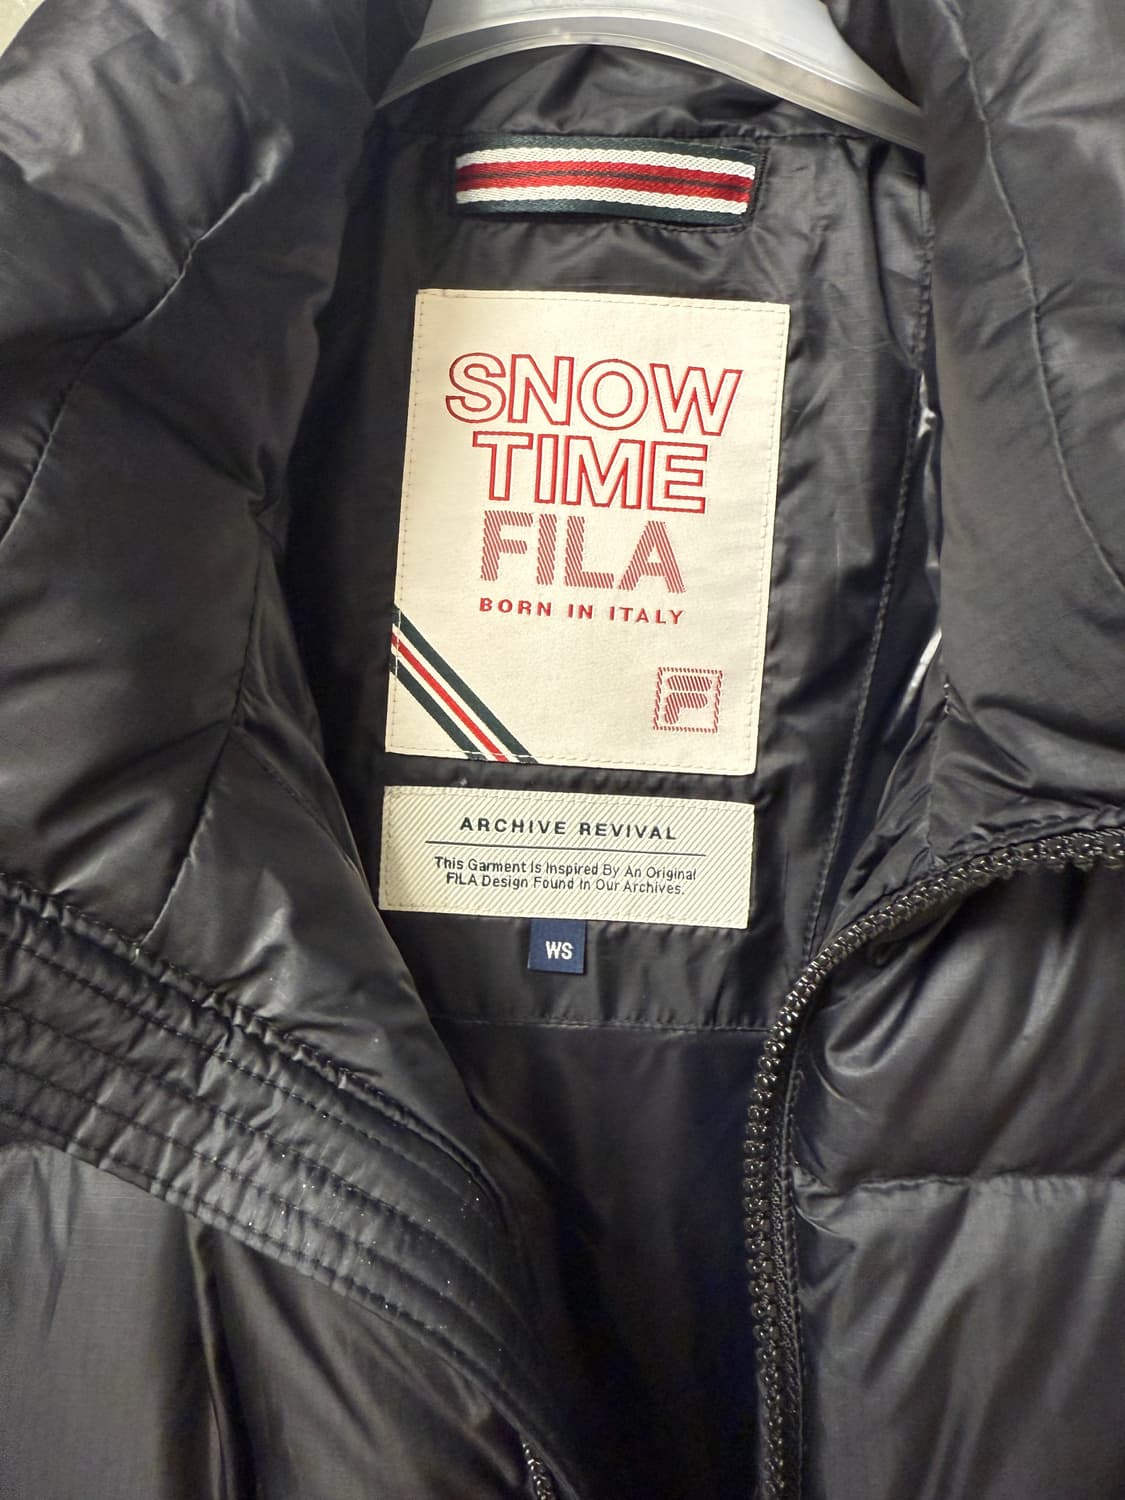 SNOW
TIME
FILA
BORN IN ITALY
F
ARCHIVE REVIVAL
This Garment Is Inspired By An Original
FILA Design Found In Our Archives.
WS